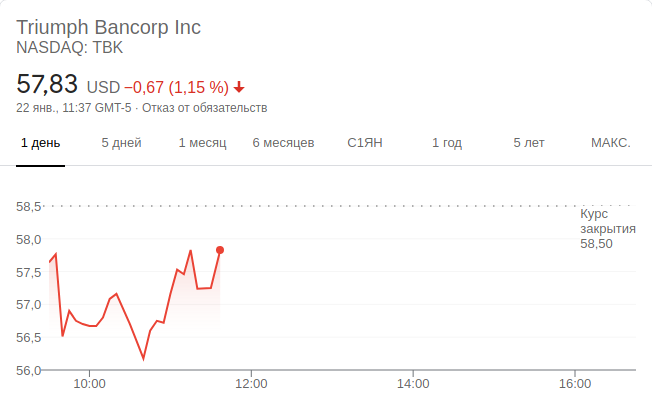 Triumph Bancorp Inc
NASDAQ: TBK
57,83 USD −0,67 (1,15 %)
22 янв., 11:37 GMT-5 · Отказ от обязательств
1 день 5 дней 1 месяц 6 месяцев С1ЯН 1 год 5 лет МАКС.
58,5
Курс
закрытия
58,50
58,0
57,5
57,0
56,5
56,0
10:00 12:00 14:00 16:00